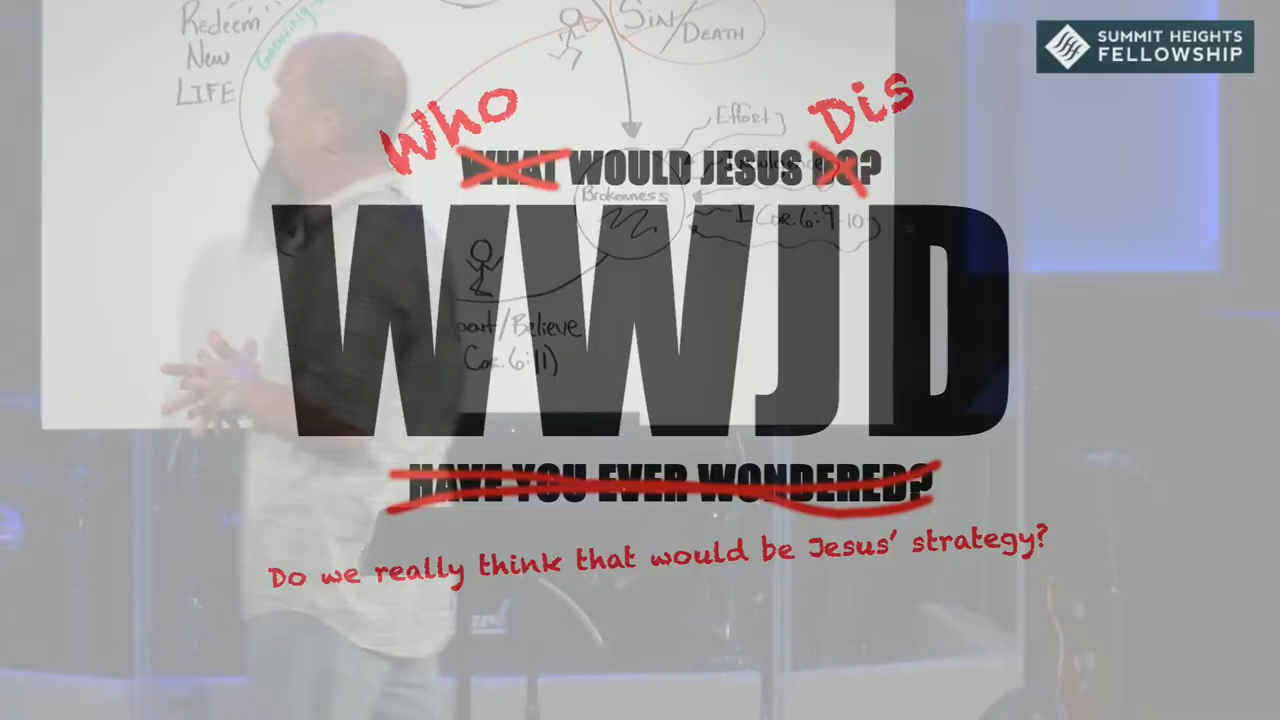 Redeem
New
LIFE
Growing
SIN/
DEATH
SUMMIT HEIGHTS
FELLOWSHIP
Who
Dis
Effort
WHAT WOULD JESUS DO?
Brokenness
1 Cor. 6:9-10
WWJD
/Believe
Cor. 6:11)
HAVE YOU EVER WONDERED?
Do we really think that would be Jesus' strategy?